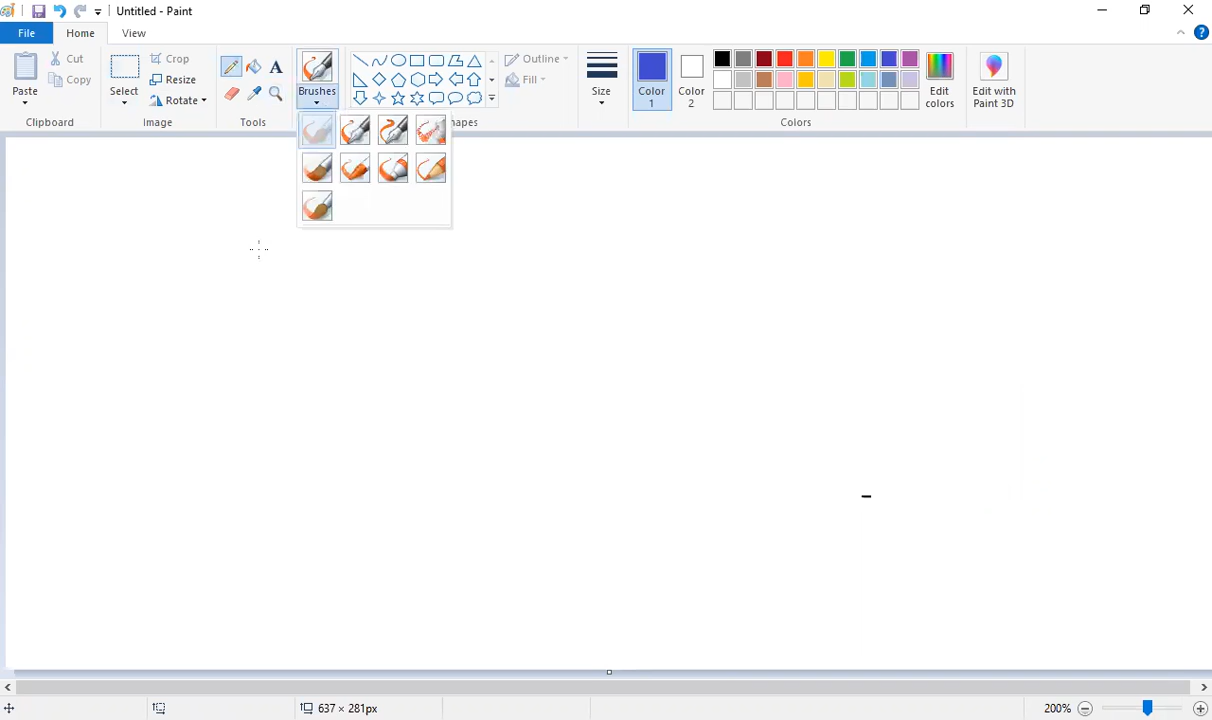 Untitled - Paint
File Home View
Paste Cut Copy
Clipboard
Select Crop Resize Rotate
Image
A
Tools
Brushes
hapes
Outline Fill
Size
Color 1 Color 2 Edit colors
Colors
Edit with Paint 3D
637 × 281px 200%